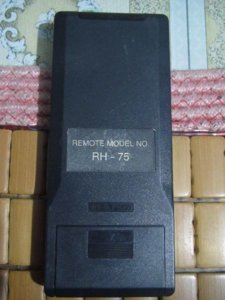 REMOTE MODEL NO
RH - 75